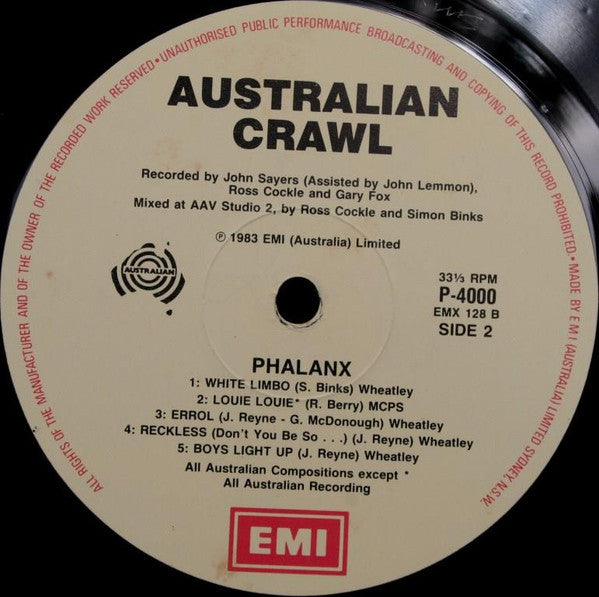 ALL RIGHTS OF THE MANUFACTURER AND OF THE OWNER OF THE RECORDED WORK RESERVED • UNAUTHORISED PUBLIC PERFORMANCE BROADCASTING AND COPYING OF THIS RECORD PROHIBITED • MADE BY E M I (AUSTRALIA) LIMITED SYDNEY, N.S.W.
AUSTRALIAN
CRAWL
Recorded by John Sayers (Assisted by John Lemmon),
Ross Cockle and Gary Fox
Mixed at AAV Studio 2, by Ross Cockle and Simon Binks
℗ 1983 EMI (Australia) Limited
AUSTRALIAN
33⅓ RPM
P-4000
EMX 128 B
SIDE 2
PHALANX
1: WHITE LIMBO (S. Binks) Wheatley
2: LOUIE LOUIE* (R. Berry) MCPS
3: ERROL (J. Reyne - G. McDonough) Wheatley
4: RECKLESS (Don't You Be So . . .) (J. Reyne) Wheatley
5: BOYS LIGHT UP (J. Reyne) Wheatley
All Australian Compositions except *
All Australian Recording
EMI